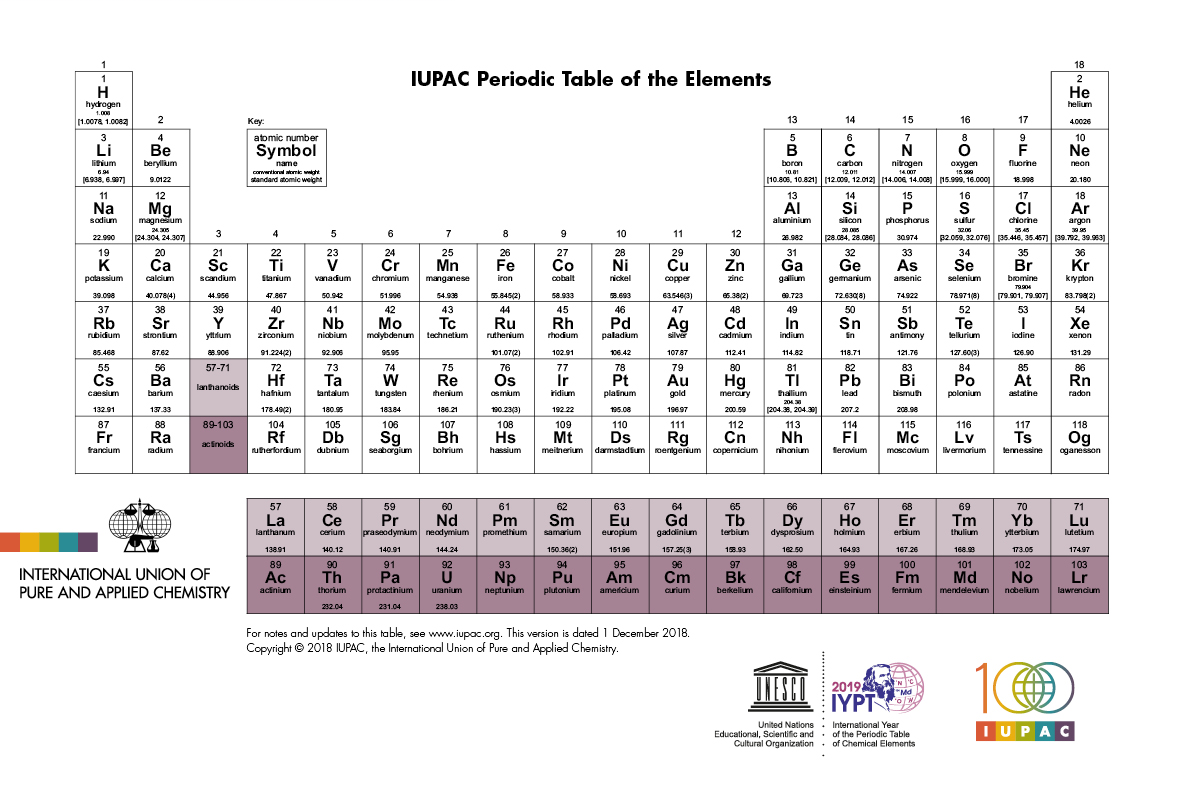 1 18
IUPAC Periodic Table of the Elements
1 2
H He
hydrogen helium
1.008
[1.0078, 1.0082] 2 Key: 13 14 15 16 17 4.0026
3 4 atomic number 5 6 7 8 9 10
Li Be Symbol B C N O F Ne
lithium beryllium name boron carbon nitrogen oxygen fluorine neon
6.94 conventional atomic weight 10.81 12.011 14.007 15.999
[6.938, 6.997] 9.0122 standard atomic weight [10.806, 10.821] [12.009, 12.012] [14.006, 14.008] [15.999, 16.000] 18.998 20.180
11 12 13 14 15 16 17 18
Na Mg Al Si P S Cl Ar
sodium magnesium aluminium silicon phosphorus sulfur chlorine argon
24.305 28.085 32.06 35.45 39.95
22.990 [24.304, 24.307] 3 4 5 6 7 8 9 10 11 12 26.982 [28.084, 28.086] 30.974 [32.059, 32.076] [35.446, 35.457] [39.792, 39.963]
19 20 21 22 23 24 25 26 27 28 29 30 31 32 33 34 35 36
K Ca Sc Ti V Cr Mn Fe Co Ni Cu Zn Ga Ge As Se Br Kr
potassium calcium scandium titanium vanadium chromium manganese iron cobalt nickel copper zinc gallium germanium arsenic selenium bromine krypton
79.904
39.098 40.078(4) 44.956 47.867 50.942 51.996 54.938 55.845(2) 58.933 58.693 63.546(3) 65.38(2) 69.723 72.630(8) 74.922 78.971(8) [79.901, 79.907] 83.798(2)
37 38 39 40 41 42 43 44 45 46 47 48 49 50 51 52 53 54
Rb Sr Y Zr Nb Mo Tc Ru Rh Pd Ag Cd In Sn Sb Te I Xe
rubidium strontium yttrium zirconium niobium molybdenum technetium ruthenium rhodium palladium silver cadmium indium tin antimony tellurium iodine xenon
85.468 87.62 88.906 91.224(2) 92.906 95.95 101.07(2) 102.91 106.42 107.87 112.41 114.82 118.71 121.76 127.60(3) 126.90 131.29
55 56 57-71 72 73 74 75 76 77 78 79 80 81 82 83 84 85 86
Cs Ba Hf Ta W Re Os Ir Pt Au Hg Tl Pb Bi Po At Rn
caesium barium lanthanoids hafnium tantalum tungsten rhenium osmium iridium platinum gold mercury thallium lead bismuth polonium astatine radon
204.38
132.91 137.33 178.49(2) 180.95 183.84 186.21 190.23(3) 192.22 195.08 196.97 200.59 [204.38, 204.39] 207.2 208.98
87 88 89-103 104 105 106 107 108 109 110 111 112 113 114 115 116 117 118
Fr Ra Rf Db Sg Bh Hs Mt Ds Rg Cn Nh Fl Mc Lv Ts Og
francium radium actinoids rutherfordium dubnium seaborgium bohrium hassium meitnerium darmstadtium roentgenium copernicium nihonium flerovium moscovium livermorium tennessine oganesson
57 58 59 60 61 62 63 64 65 66 67 68 69 70 71
La Ce Pr Nd Pm Sm Eu Gd Tb Dy Ho Er Tm Yb Lu
lanthanum cerium praseodymium neodymium promethium samarium europium gadolinium terbium dysprosium holmium erbium thulium ytterbium lutetium
138.91 140.12 140.91 144.24 150.36(2) 151.96 157.25(3) 158.93 162.50 164.93 167.26 168.93 173.05 174.97
89 90 91 92 93 94 95 96 97 98 99 100 101 102 103
Ac Th Pa U Np Pu Am Cm Bk Cf Es Fm Md No Lr
actinium thorium protactinium uranium neptunium plutonium americium curium berkelium californium einsteinium fermium mendelevium nobelium lawrencium
232.04 231.04 238.03
INTERNATIONAL UNION OF
PURE AND APPLIED CHEMISTRY
For notes and updates to this table, see www.iupac.org. This version is dated 1 December 2018.
Copyright © 2018 IUPAC, the International Union of Pure and Applied Chemistry.
UNESCO
United Nations
Educational, Scientific and
Cultural Organization
2019
IYPT
N C
Md
O W
International Year
of the Periodic Table
of Chemical Elements
100
IUPAC